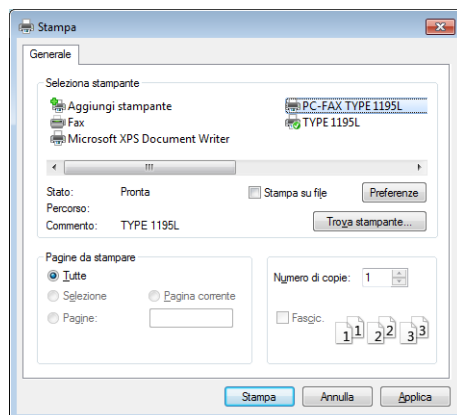 Stampa
Generale
Seleziona stampante
Aggiungi stampante
PC-FAX TYPE 1195L
Fax
TYPE 1195L
Microsoft XPS Document Writer
Stato: Pronta
Stampa su file
Preferenze
Percorso:
Commento: TYPE 1195L
Trova stampante...
Pagine da stampare
Tutte
Selezione
Pagina corrente
Pagine:
Numero di copie: 1
Fascic.
1 1 2 2 3 3
Stampa
Annulla
Applica